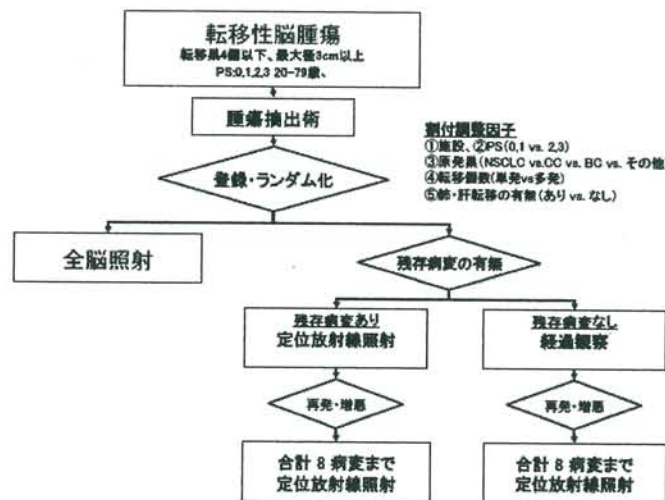 転移性脳腫瘍
転移巣4個以下、最大径3cm以上
PS:0,1,2,3 20-79歳、
腫瘍摘出術
割付調整因子
①施設、②PS(0,1 vs. 2,3)
③原発巣(NSCLC vs.CC vs. BC vs. その他
④転移個数(単発vs多発)
⑤肺・肝転移の有無(あり vs. なし)
登録・ランダム化
全脳照射
残存病変の有無
残存病変あり
定位放射線照射
残存病変なし
経過観察
再発・増悪
再発・増悪
合計 8 病変まで
定位放射線照射
合計 8 病変まで
定位放射線照射